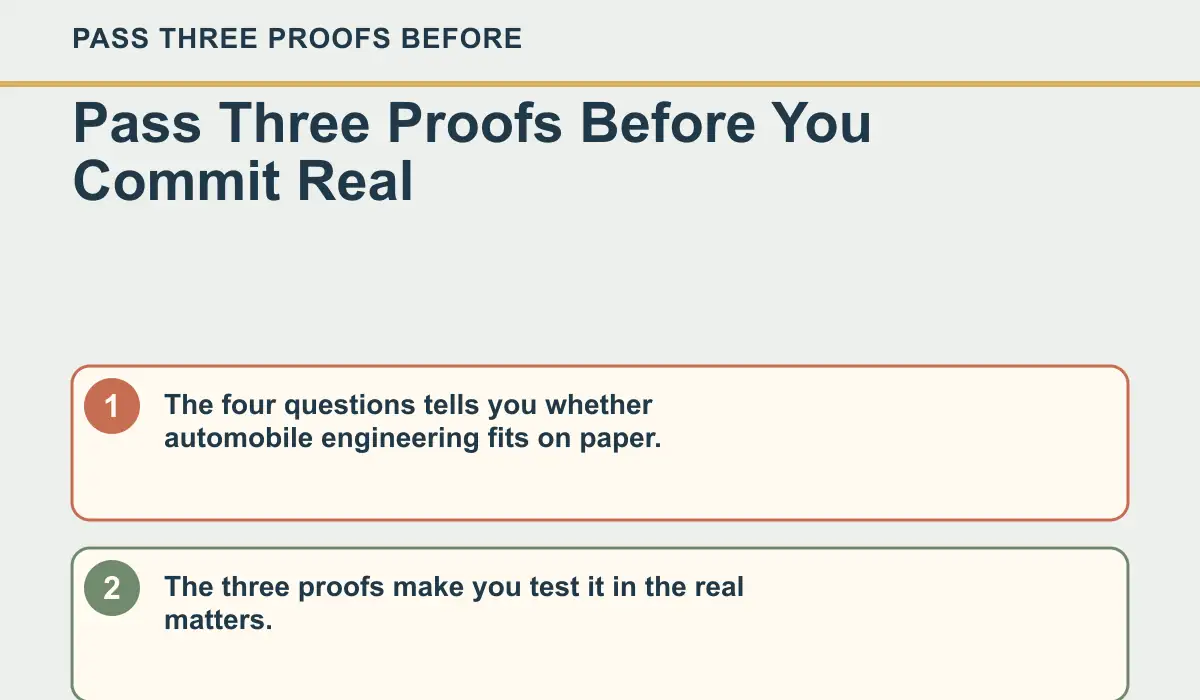 PASS THREE PROOFS BEFORE
Pass Three Proofs Before You
Commit Real
1
The four questions tells you whether
automobile engineering fits on paper.
2
The three proofs make you test it in the real
matters.